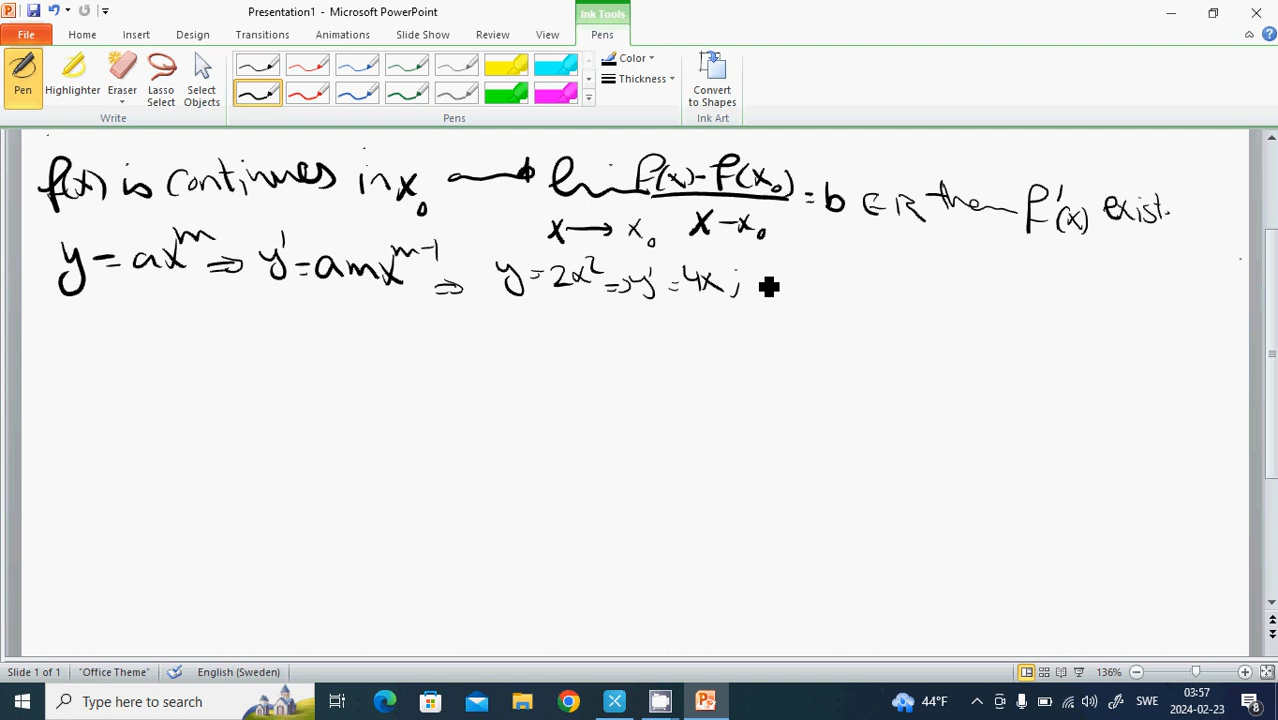 Presentation1 - Microsoft PowerPoint
Ink Tools
File Home Insert Design Transitions Animations Slide Show Review View Pens
Pen Highlighter Eraser Lasso Select Select Objects
Color
Thickness
Convert to Shapes
Write Pens Ink Art
f(x) is continues in x₀ → lim x→x₀ (f(x)-f(x₀))/(x-x₀) = b ∈ R then f'(x) exist.
y = ax^m ⇒ y' = amx^(m-1) ⇒ y = 2x² ⇒ y' = 4x ;
Slide 1 of 1 "Office Theme" English (Sweden) 136%
Type here to search 44°F SWE 03:57
2024-02-23 8